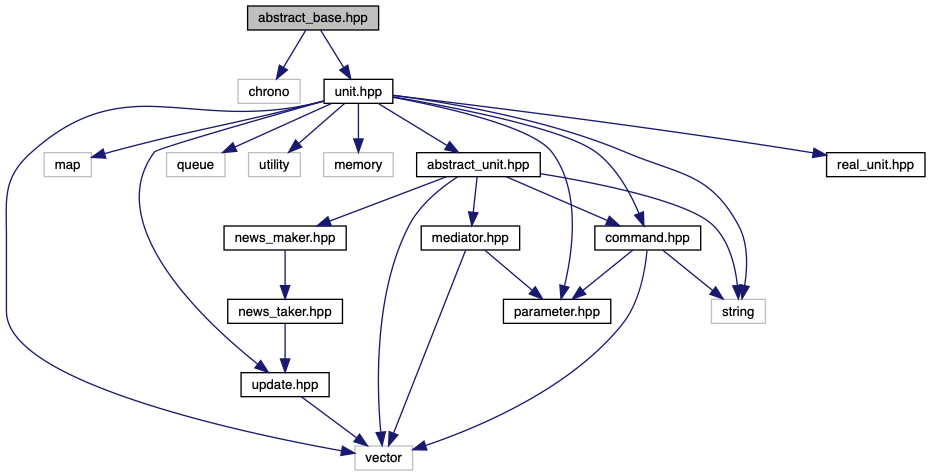 abstract_base.hpp
chrono
unit.hpp
map
queue
utility
memory
abstract_unit.hpp
real_unit.hpp
news_maker.hpp
mediator.hpp
command.hpp
news_taker.hpp
parameter.hpp
string
update.hpp
vector